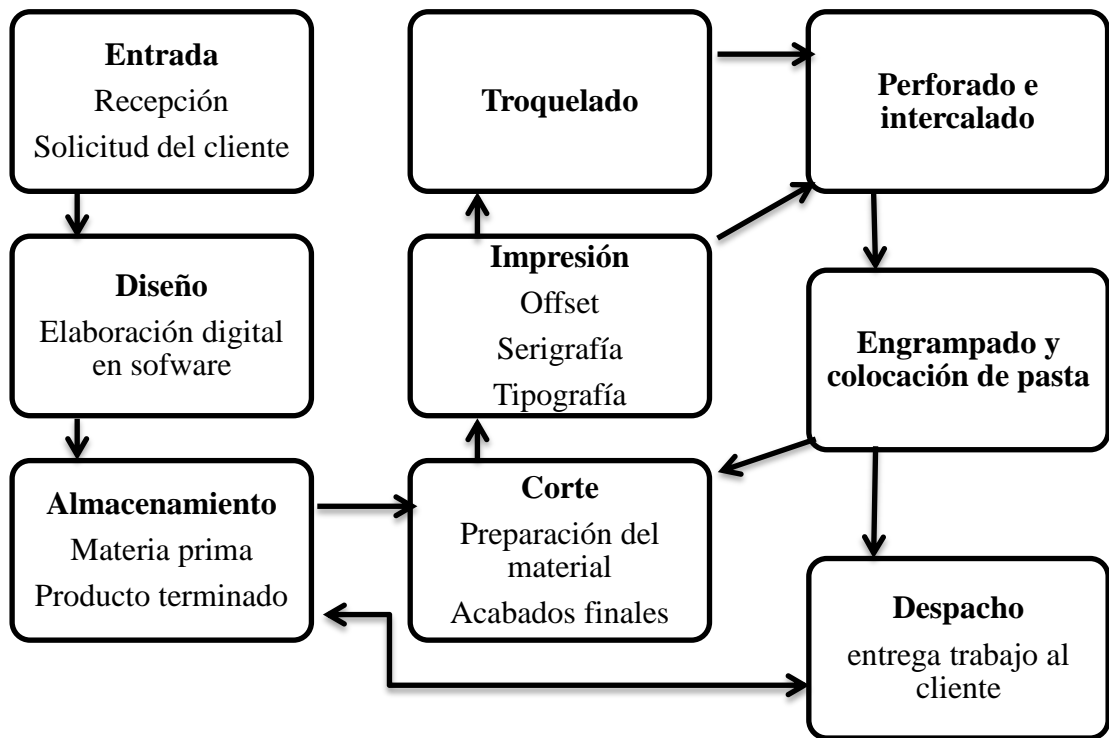 Entrada
Recepción
Solicitud del cliente
Diseño
Elaboración digital
en sofware
Almacenamiento
Materia prima
Producto terminado
Troquelado
Impresión
Offset
Serigrafía
Tipografía
Corte
Preparación del
material
Acabados finales
Perforado e
intercalado
Engrampado y
colocación de pasta
Despacho
entrega trabajo al
cliente